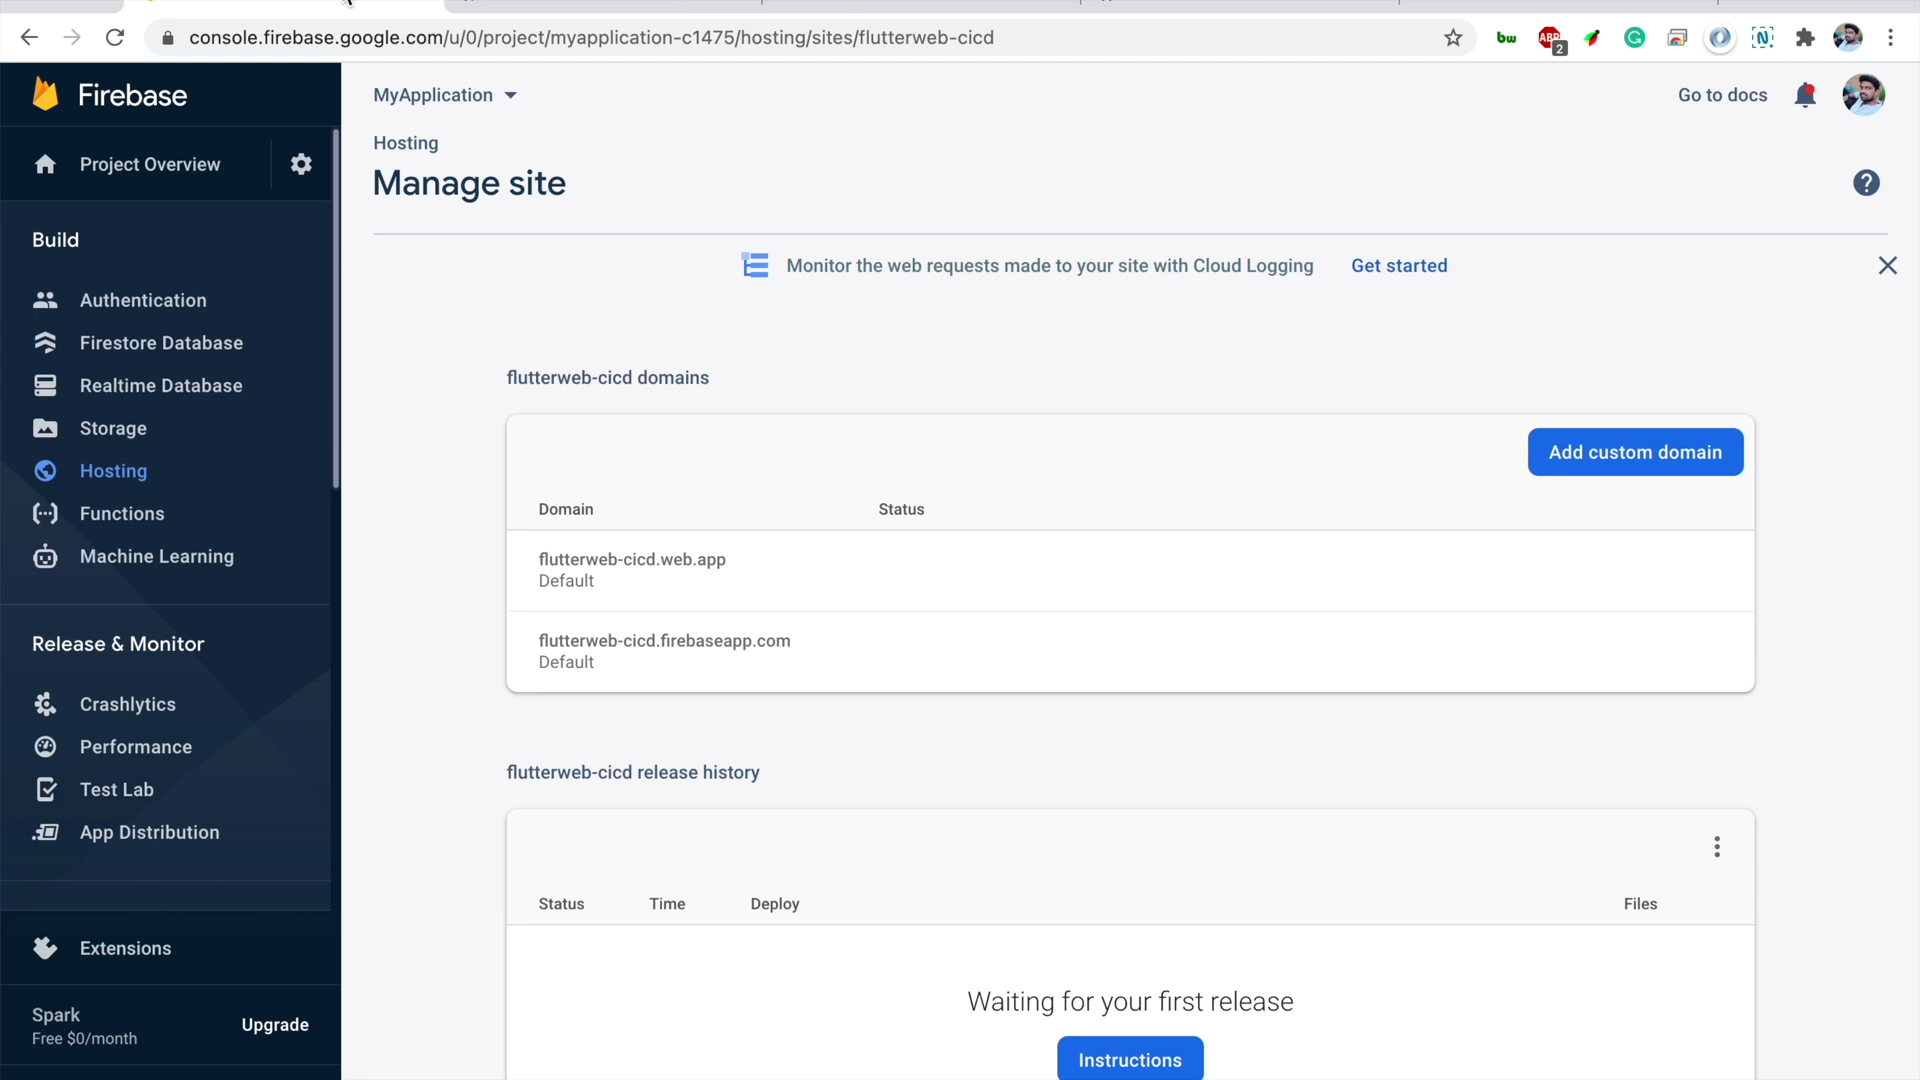 console.firebase.google.com/u/0/project/myapplication-c1475/hosting/sites/flutterweb-cicd
bw
ABP
2
G
N
Firebase
MyApplication
Go to docs
Project Overview
Hosting
Manage site
?
Build
Monitor the web requests made to your site with Cloud Logging Get started
Authentication
Firestore Database
Realtime Database
Storage
Hosting
Functions
Machine Learning
flutterweb-cicd domains
Add custom domain
Domain Status
flutterweb-cicd.web.app
Default
flutterweb-cicd.firebaseapp.com
Default
Release & Monitor
Crashlytics
Performance
Test Lab
App Distribution
flutterweb-cicd release history
Status Time Deploy Files
Waiting for your first release
Instructions
Extensions
Spark
Free $0/month
Upgrade